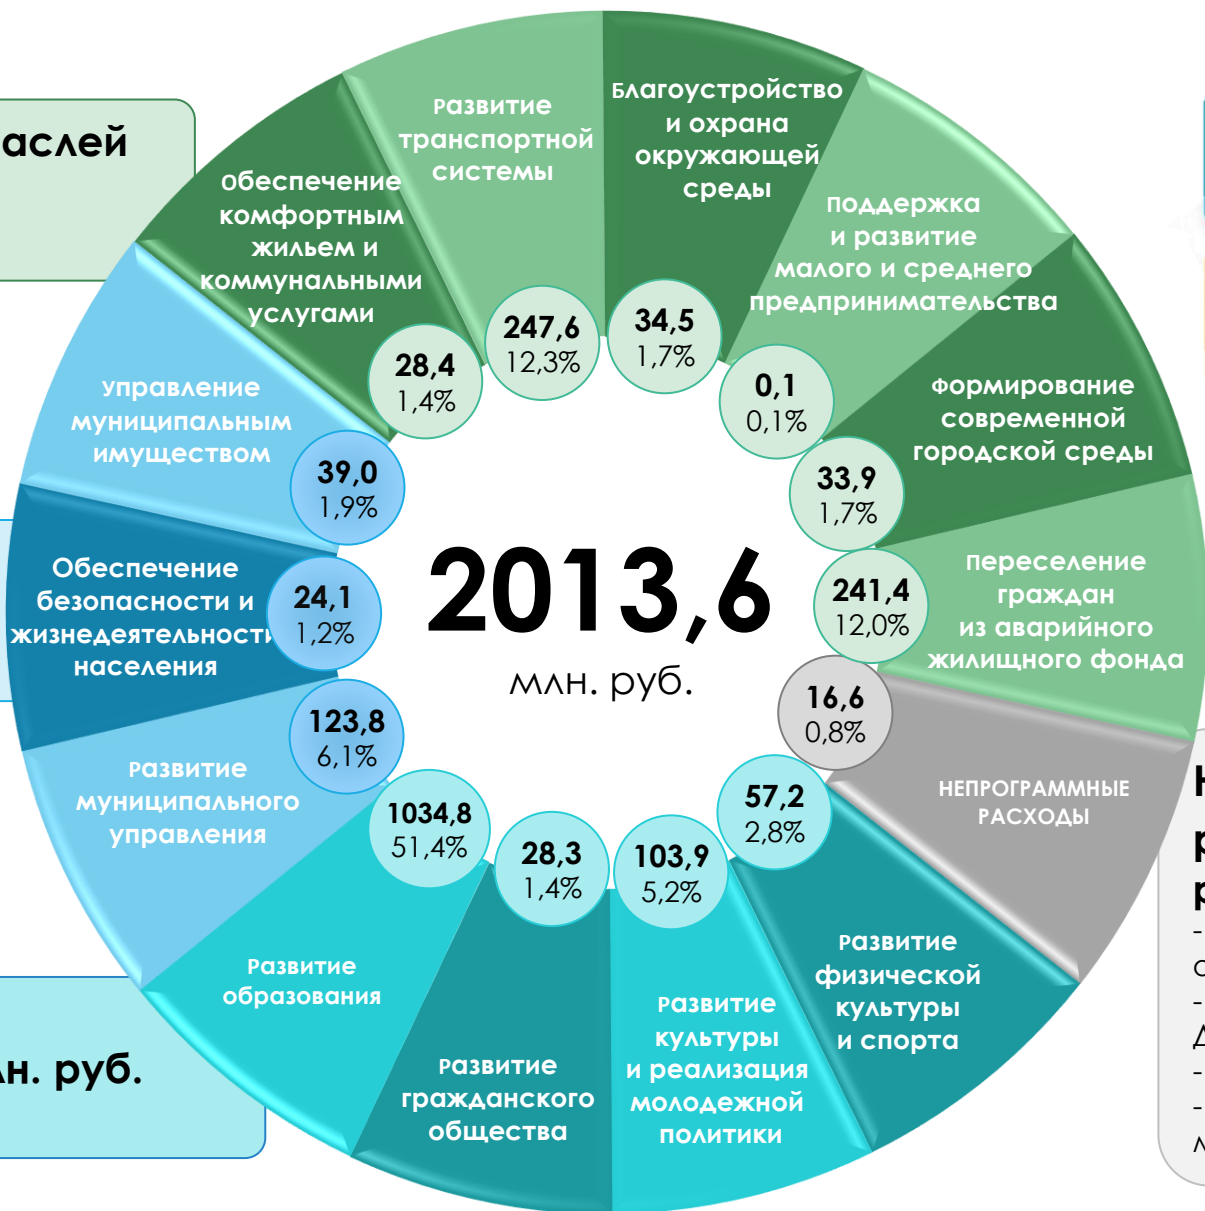 аслей
Развитие
транспортной
системы
247,6
12,3%
Благоустройство
и охрана
окружающей
среды
34,5
1,7%
Поддержка
и развитие
малого и среднего
предпринимательства
0,1
0,1%
Формирование
современной
городской среды
33,9
1,7%
Переселение
граждан
из аварийного
жилищного фонда
241,4
12,0%
НЕПРОГРАММНЫЕ
РАСХОДЫ
16,6
0,8%
Развитие
физической
культуры
и спорта
57,2
2,8%
Развитие
культуры
и реализация
молодежной
политики
103,9
5,2%
Развитие
гражданского
общества
28,3
1,4%
Развитие
образования
1034,8
51,4%
Развитие
муниципального
управления
123,8
6,1%
Обеспечение
безопасности и
жизнедеятельности
населения
24,1
1,2%
Управление
муниципальным
имуществом
39,0
1,9%
Обеспечение
комфортным
жильем и
коммунальными
услугами
28,4
1,4%
2013,6
млн. руб.
н. руб.